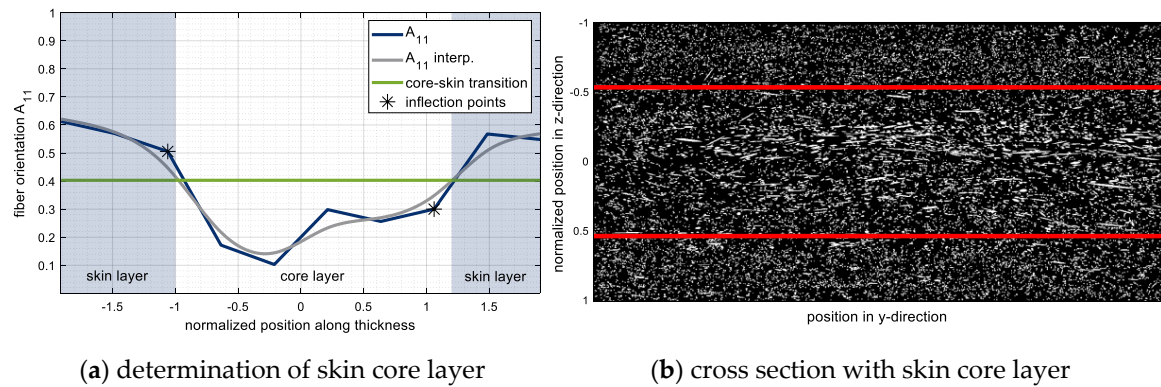 1
0.9
0.8
0.7
0.6
0.5
0.4
0.3
0.2
0.1
fiber orientation A11
A11
A11 interp.
core-skin transition
inflection points
skin layer
core layer
skin layer
-1.5
-1
-0.5
0
0.5
1
1.5
normalized position along thickness
(a) determination of skin core layer
-1
-0.5
0
0.5
1
normalized position in z-direction
position in y-direction
(b) cross section with skin core layer